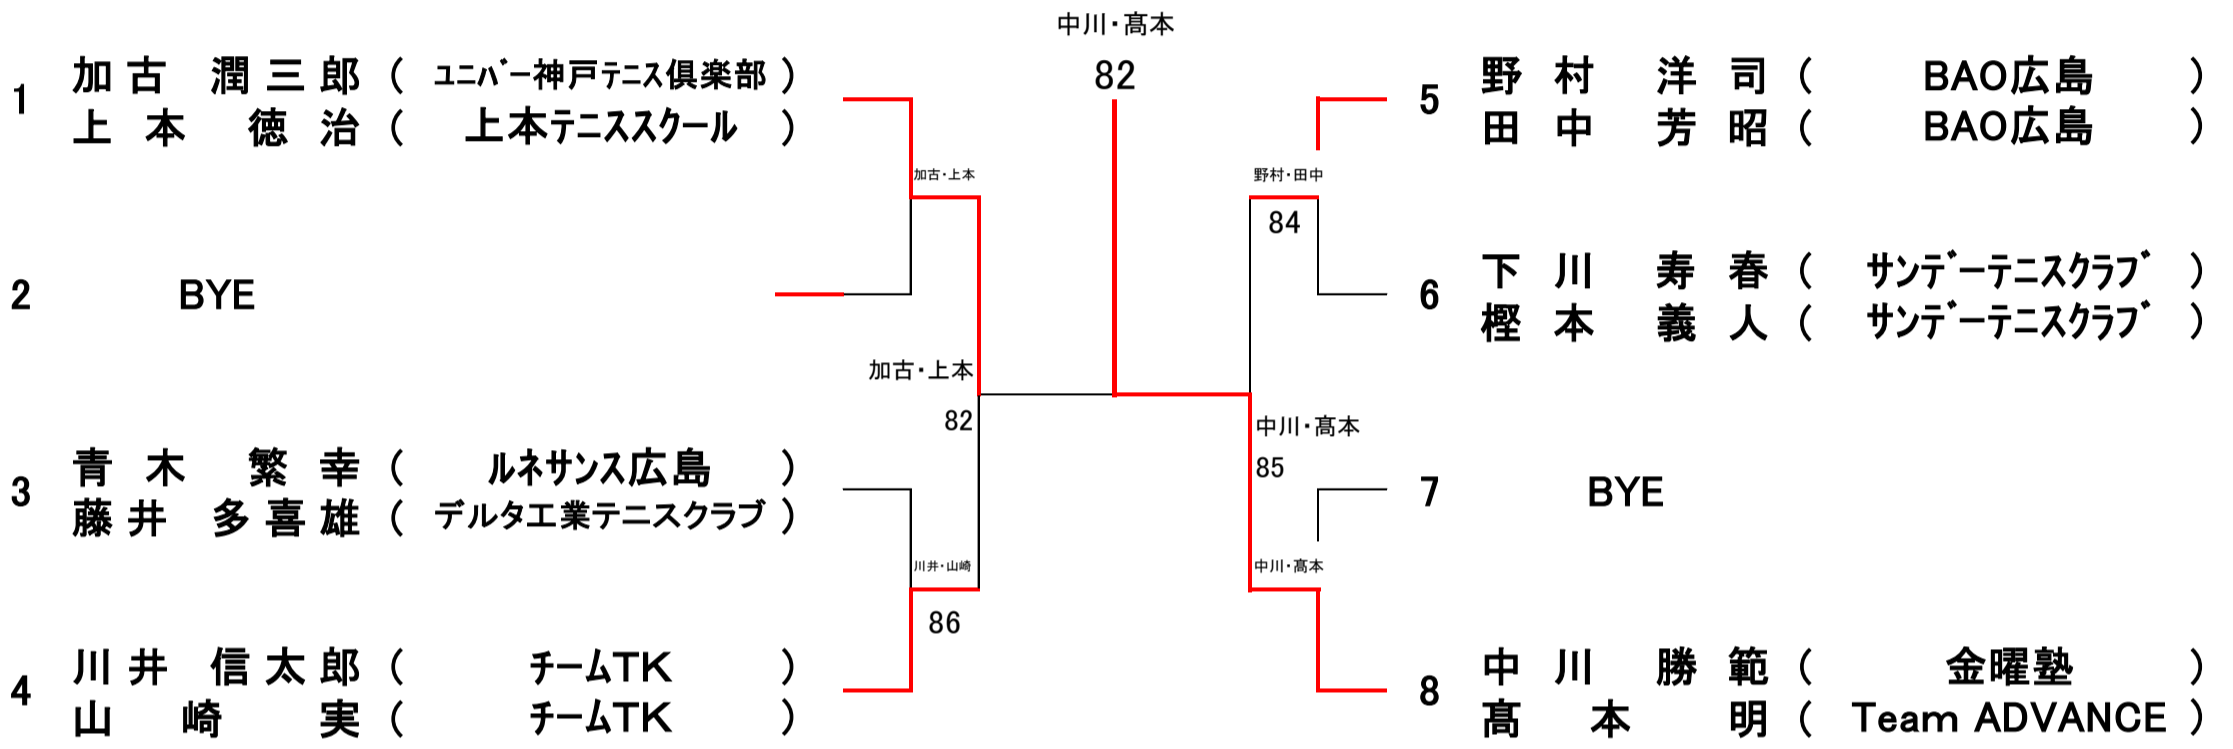 中川・髙本
82
1 加古 潤三郎 ( ユニバー神戸テニス倶楽部 )
上本 徳治 ( 上本テニススクール )
加古・上本
2 BYE
加古・上本
82
3 青木 繁幸 ( ルネサンス広島 )
藤井 多喜雄 ( デルタ工業テニスクラブ )
川井・山崎
86
4 川井 信太郎 ( チームTK )
山崎 実 ( チームTK )
5 野村 洋司 ( BAO広島 )
田中 芳昭 ( BAO広島 )
野村・田中
84
6 下川 寿春 ( サンデーテニスクラブ )
樫本 義人 ( サンデーテニスクラブ )
中川・髙本
85
7 BYE
中川・髙本
8 中川 勝範 ( 金曜塾 )
髙本 明 ( Team ADVANCE )